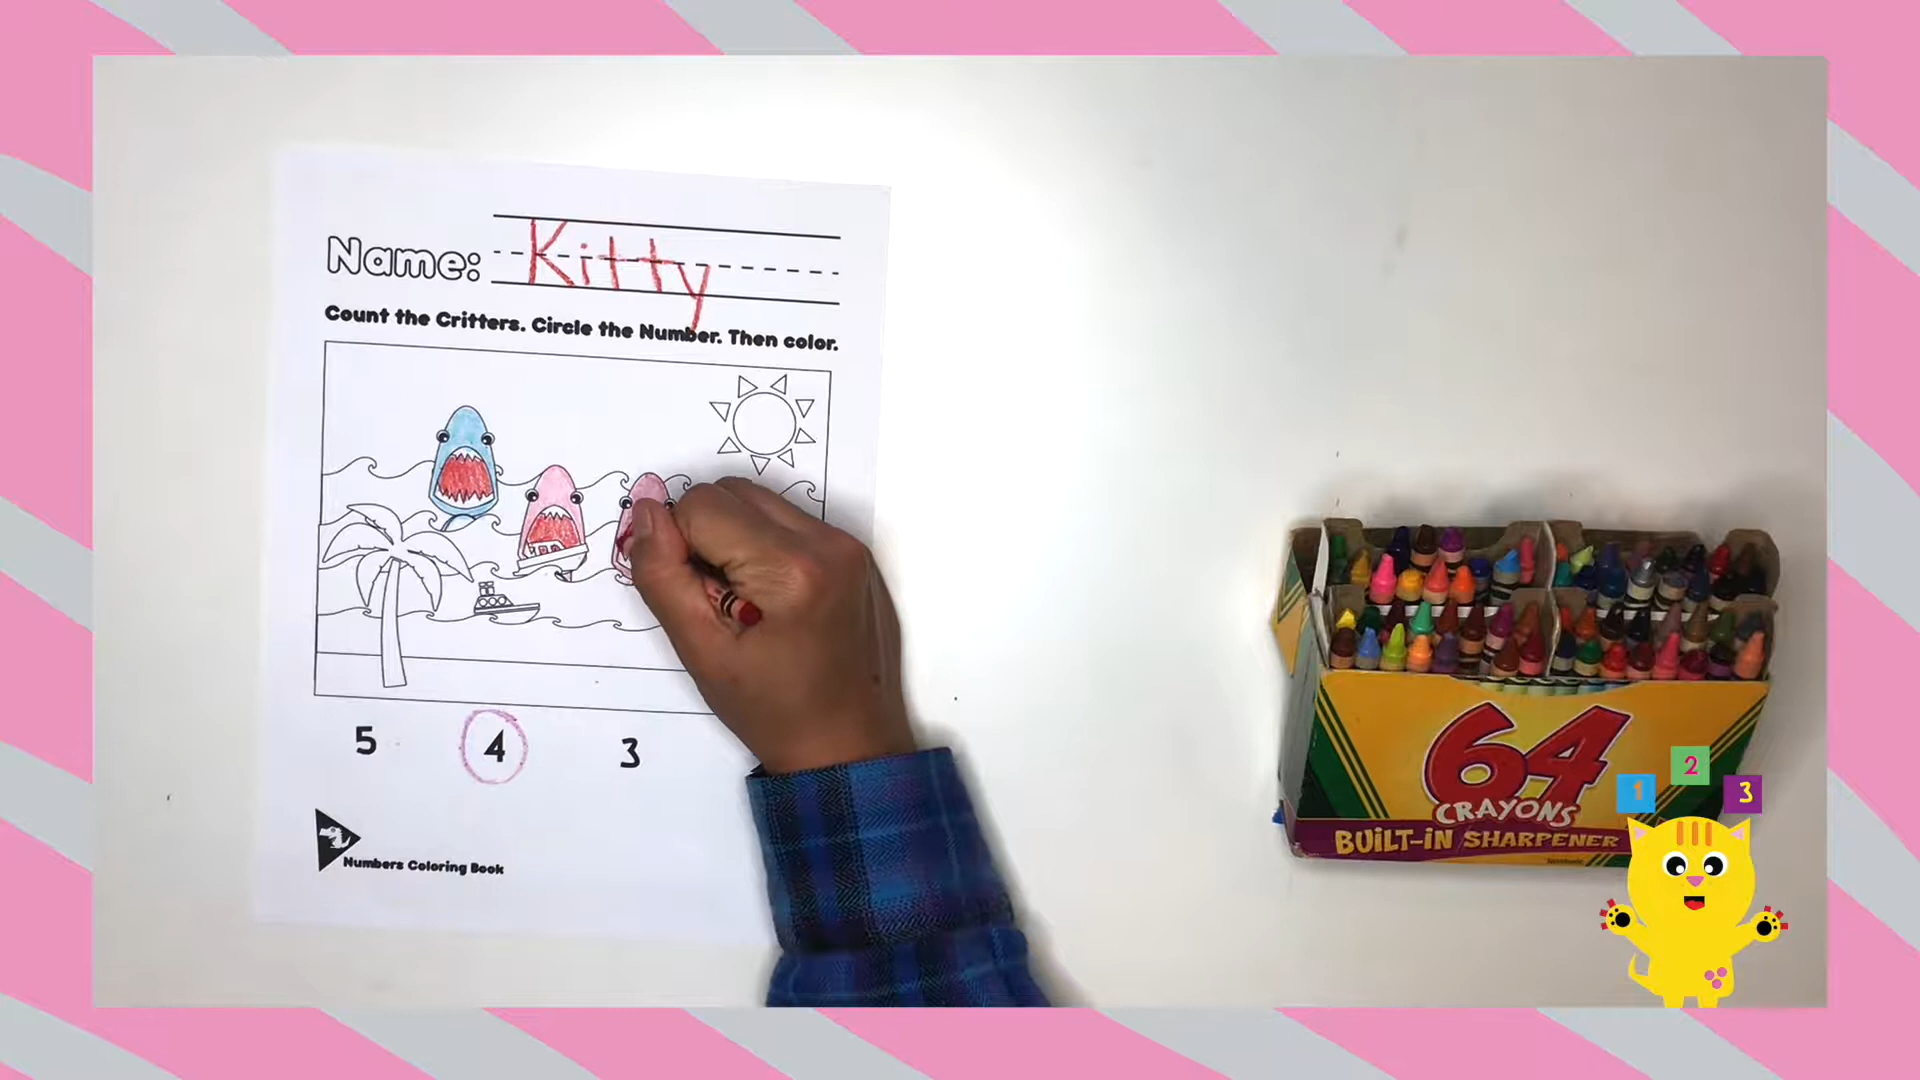 Name: Kitty
Count the Critters. Circle the Number. Then color.
5 4 3
Numbers Coloring Book
64
CRAYONS
BUiLT-iN SHARPENER
1 2 3